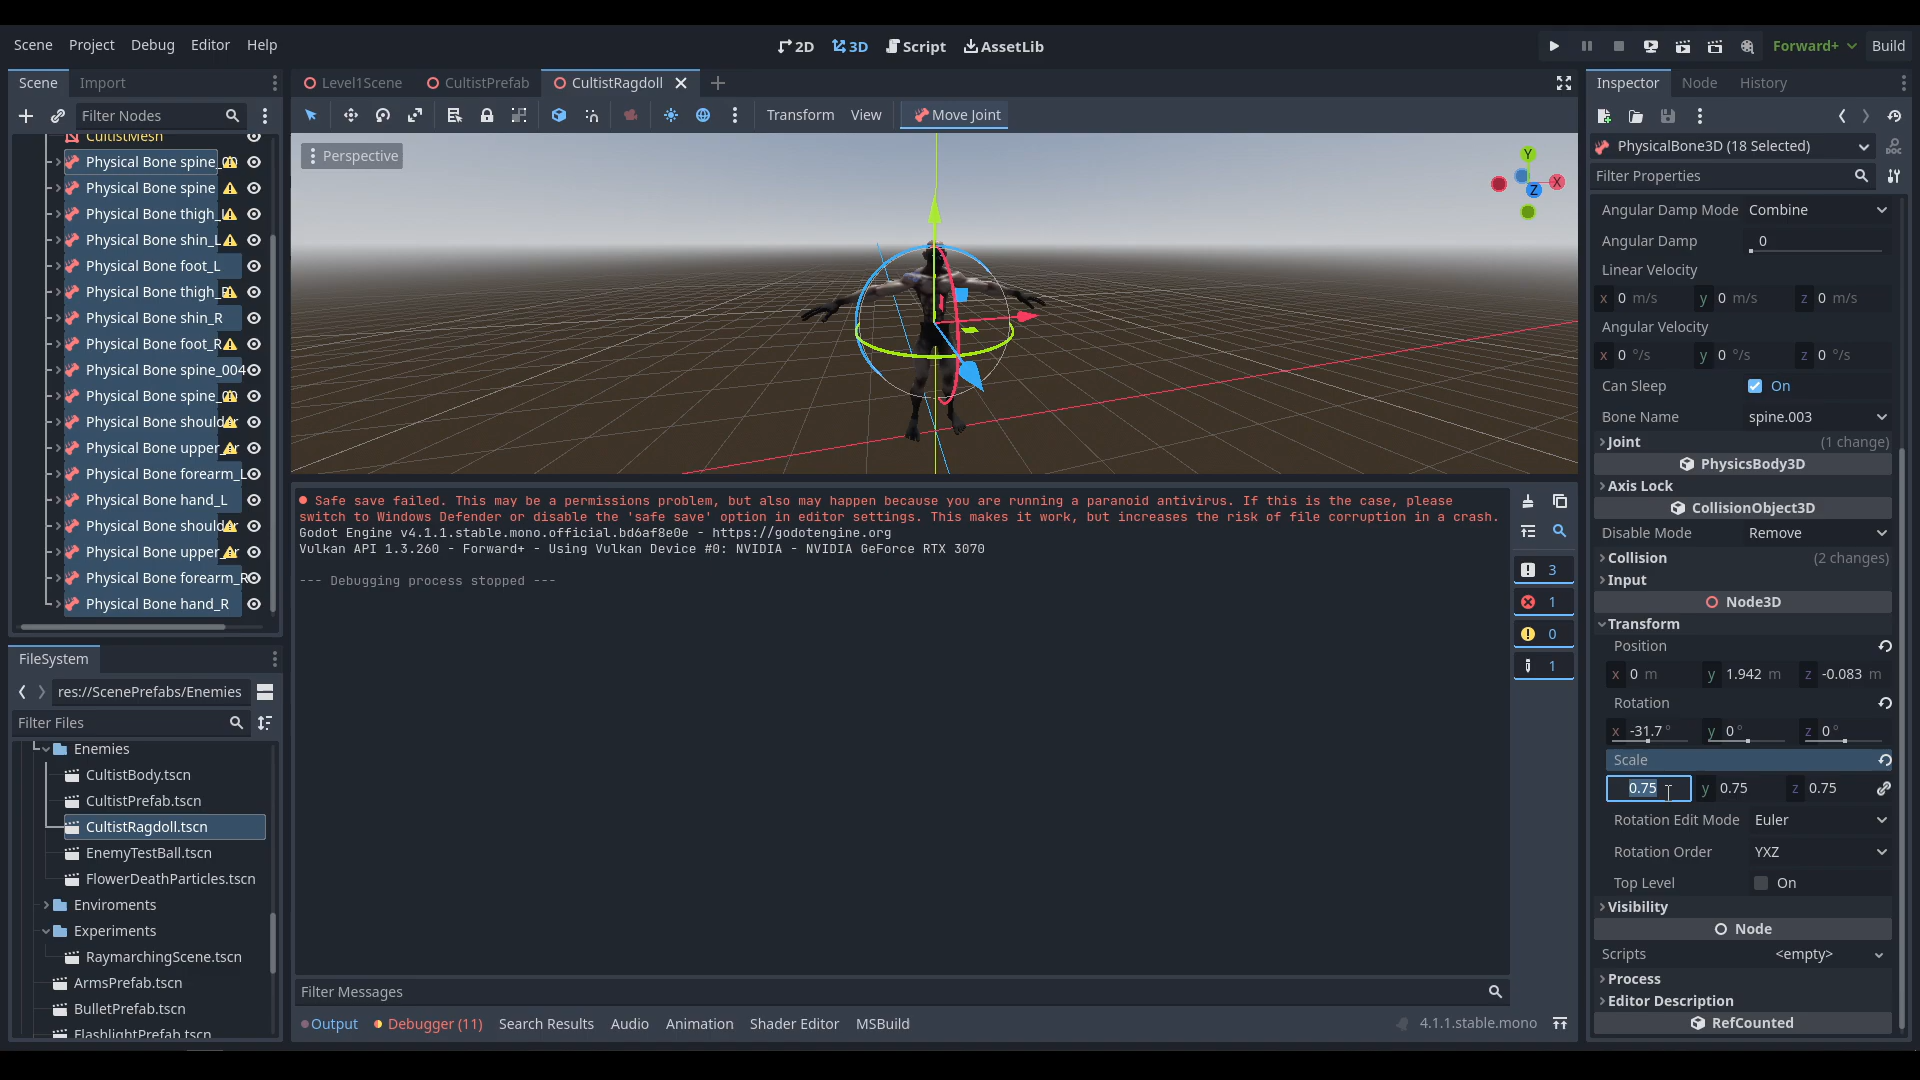 Scene Project Debug Editor Help
2D 3D Script AssetLib
Forward+ Build
Scene Import
Filter Nodes
CultistMesh
Physical Bone spine_00
Physical Bone spine
Physical Bone thigh_L
Physical Bone shin_L
Physical Bone foot_L
Physical Bone thigh_R
Physical Bone shin_R
Physical Bone foot_R
Physical Bone spine_004
Physical Bone spine_00
Physical Bone shoulder
Physical Bone upper_ar
Physical Bone forearm_L
Physical Bone hand_L
Physical Bone shoulder
Physical Bone upper_ar
Physical Bone forearm_R
Physical Bone hand_R
FileSystem
res://ScenePrefabs/Enemies
Filter Files
Enemies
CultistBody.tscn
CultistPrefab.tscn
CultistRagdoll.tscn
EnemyTestBall.tscn
FlowerDeathParticles.tscn
Enviroments
Experiments
RaymarchingScene.tscn
ArmsPrefab.tscn
BulletPrefab.tscn
FlashlightPrefab.tscn
Level1Scene CultistPrefab CultistRagdoll
Transform View Move Joint
Perspective
Y
X
Z
Safe save failed. This may be a permissions problem, but also may happen because you are running a paranoid antivirus. If this is the case, please
switch to Windows Defender or disable the 'safe save' option in editor settings. This makes it work, but increases the risk of file corruption in a crash.
Godot Engine v4.1.1.stable.mono.official.bd6af8e0e - https://godotengine.org
Vulkan API 1.3.260 - Forward+ - Using Vulkan Device #0: NVIDIA - NVIDIA GeForce RTX 3070
--- Debugging process stopped ---
3
1
0
1
Filter Messages
Output Debugger (11) Search Results Audio Animation Shader Editor MSBuild
4.1.1.stable.mono
Inspector Node History
PhysicalBone3D (18 Selected)
Filter Properties
Angular Damp Mode Combine
Angular Damp 0
Linear Velocity
x 0 m/s y 0 m/s z 0 m/s
Angular Velocity
x 0 °/s y 0 °/s z 0 °/s
Can Sleep On
Bone Name spine.003
Joint (1 change)
PhysicsBody3D
Axis Lock
CollisionObject3D
Disable Mode Remove
Collision (2 changes)
Input
Node3D
Transform
Position
x 0 m y 1.942 m z -0.083 m
Rotation
x -31.7 ° y 0 ° z 0 °
Scale
0.75 y 0.75 z 0.75
Rotation Edit Mode Euler
Rotation Order YXZ
Top Level On
Visibility
Node
Scripts <empty>
Process
Editor Description
RefCounted